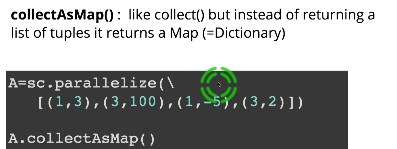 collectAsMap() : like collect() but instead of returning a
list of tuples it returns a Map (=Dictionary)
A=sc.parallelize(\
[(1,3),(3,100),(1,-5),(3,2)])
A.collectAsMap()